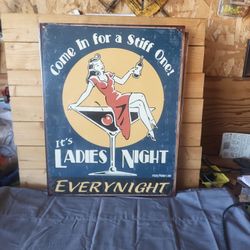 Come In for a Stiff One!
It's
LADIES NIGHT
EVERYNIGHT